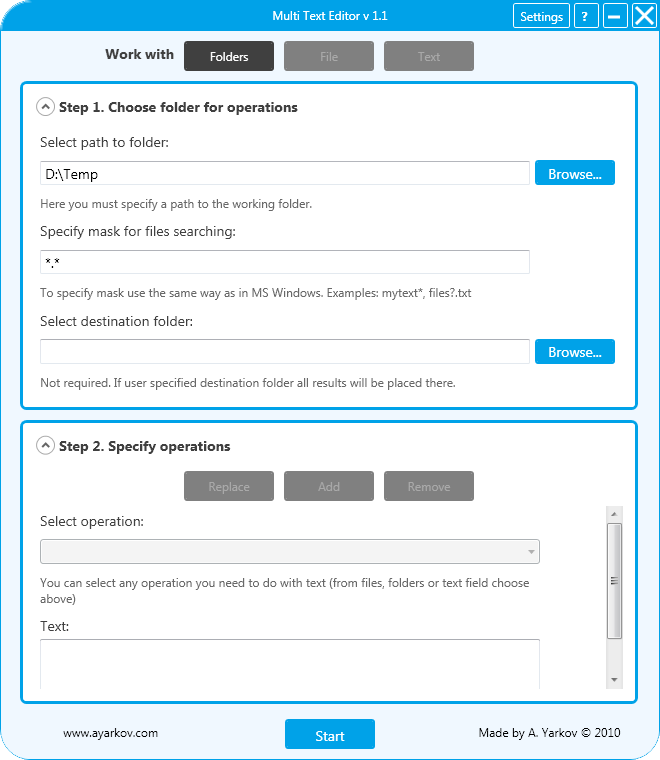 Multi Text Editor v 1.1
Settings
?
Work with
Folders
File
Text
Step 1. Choose folder for operations
Select path to folder:
D:\Temp
Browse...
Here you must specify a path to the working folder.
Specify mask for files searching:
*.*
To specify mask use the same way as in MS Windows. Examples: mytext*, files?.txt
Select destination folder:
Browse...
Not required. If user specified destination folder all results will be placed there.
Step 2. Specify operations
Replace
Add
Remove
Select operation:
You can select any operation you need to do with text (from files, folders or text field choose
above)
Text:
www.ayarkov.com
Start
Made by A. Yarkov © 2010